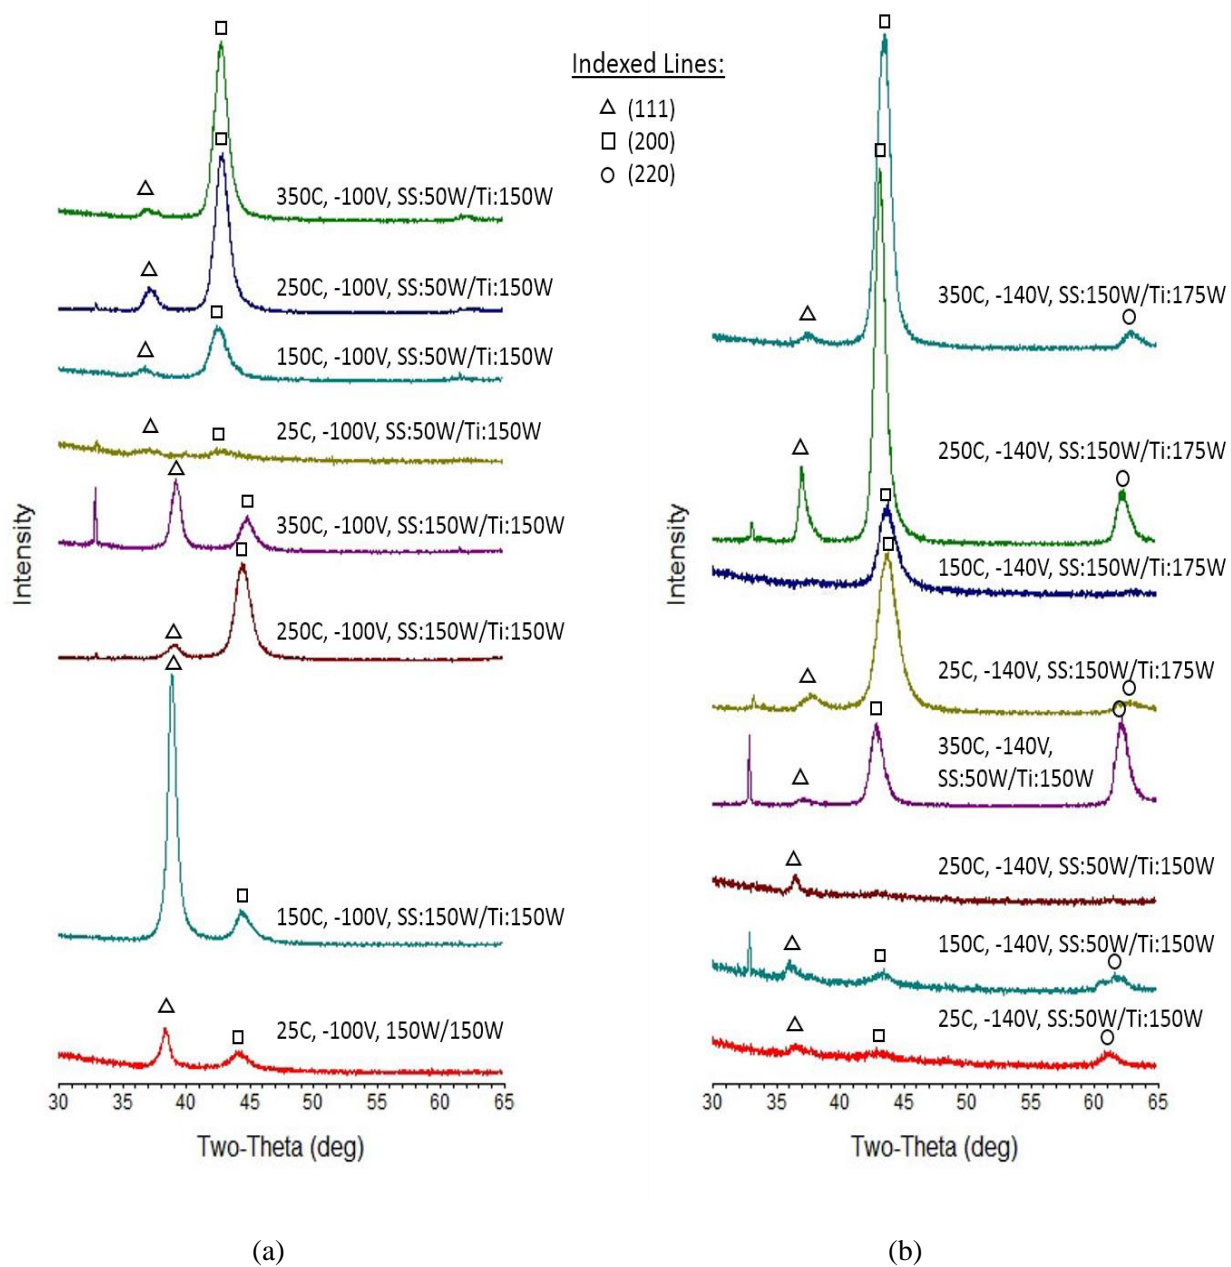 Indexed Lines:
△ (111)
□ (200)
○ (220)
350C, -100V, SS:50W/Ti:150W
250C, -100V, SS:50W/Ti:150W
150C, -100V, SS:50W/Ti:150W
25C, -100V, SS:50W/Ti:150W
350C, -100V, SS:150W/Ti:150W
250C, -100V, SS:150W/Ti:150W
150C, -100V, SS:150W/Ti:150W
25C, -100V, 150W/150W
Intensity
30 35 40 45 50 55 60 65
Two-Theta (deg)
(a)
350C, -140V, SS:150W/Ti:175W
250C, -140V, SS:150W/Ti:175W
150C, -140V, SS:150W/Ti:175W
25C, -140V, SS:150W/Ti:175W
350C, -140V,
SS:50W/Ti:150W
250C, -140V, SS:50W/Ti:150W
150C, -140V, SS:50W/Ti:150W
25C, -140V, SS:50W/Ti:150W
Intensity
30 35 40 45 50 55 60 65
Two-Theta (deg)
(b)